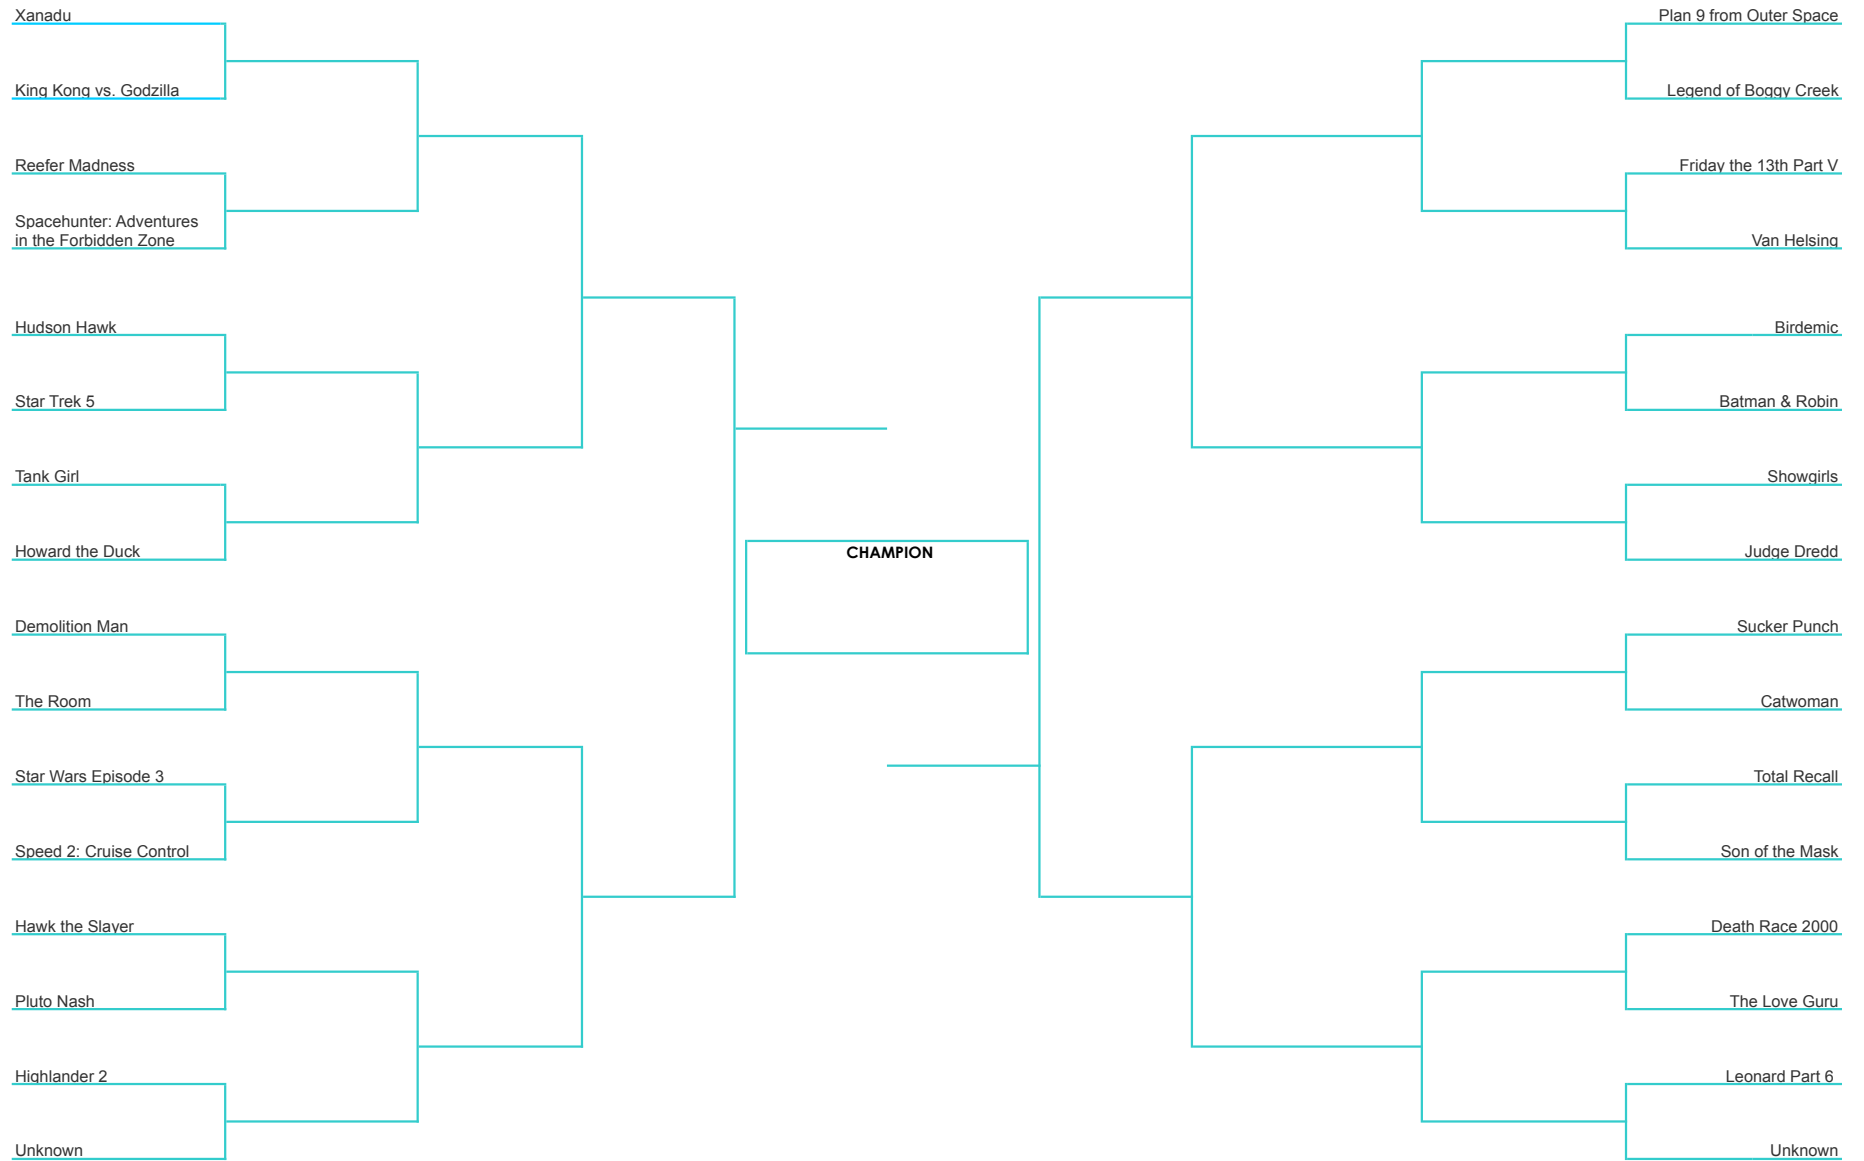 Xanadu
King Kong vs. Godzilla
Reefer Madness
Spacehunter: Adventures
in the Forbidden Zone
Hudson Hawk
Star Trek 5
Tank Girl
Howard the Duck
Demolition Man
The Room
Star Wars Episode 3
Speed 2: Cruise Control
Hawk the Slayer
Pluto Nash
Highlander 2
Unknown
CHAMPION
Plan 9 from Outer Space
Legend of Boggy Creek
Friday the 13th Part V
Van Helsing
Birdemic
Batman & Robin
Showgirls
Judge Dredd
Sucker Punch
Catwoman
Total Recall
Son of the Mask
Death Race 2000
The Love Guru
Leonard Part 6
Unknown